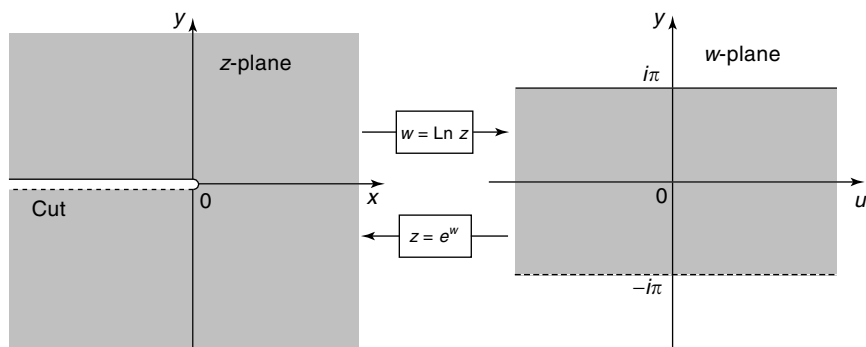 y
z-plane
Cut
0
x
w = Ln z
z = e^w
y
w-plane
iπ
0
u
−iπ